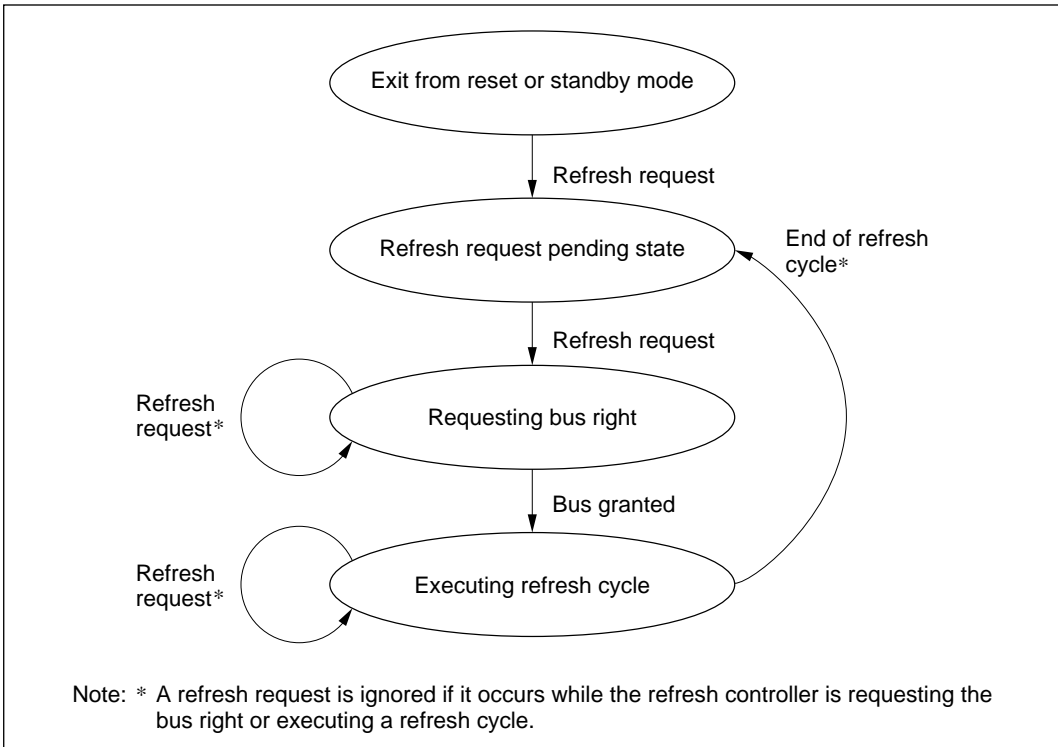 Exit from reset or standby mode
Refresh request
Refresh request pending state
End of refresh
cycle*
Refresh request
Refresh
request*
Requesting bus right
Bus granted
Refresh
request*
Executing refresh cycle
Note: * A refresh request is ignored if it occurs while the refresh controller is requesting the
bus right or executing a refresh cycle.